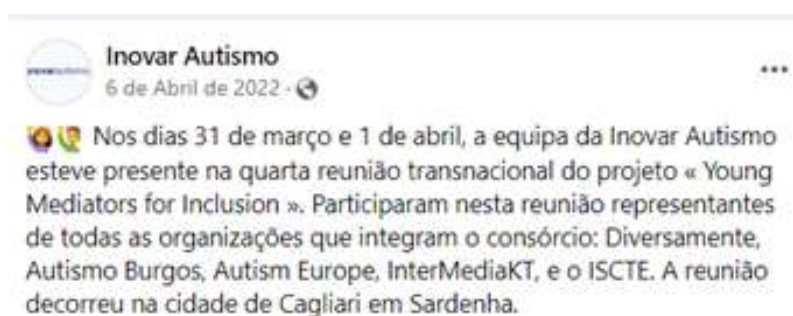 Inovar Autismo
6 de Abril de 2022 ·
Nos dias 31 de março e 1 de abril, a equipa da Inovar Autismo
esteve presente na quarta reunião transnacional do projeto « Young
Mediators for Inclusion ». Participaram nesta reunião representantes
de todas as organizações que integram o consórcio: Diversamente,
Autismo Burgos, Autism Europe, InterMediaKT, e o ISCTE. A reunião
decorreu na cidade de Cagliari em Sardenha.